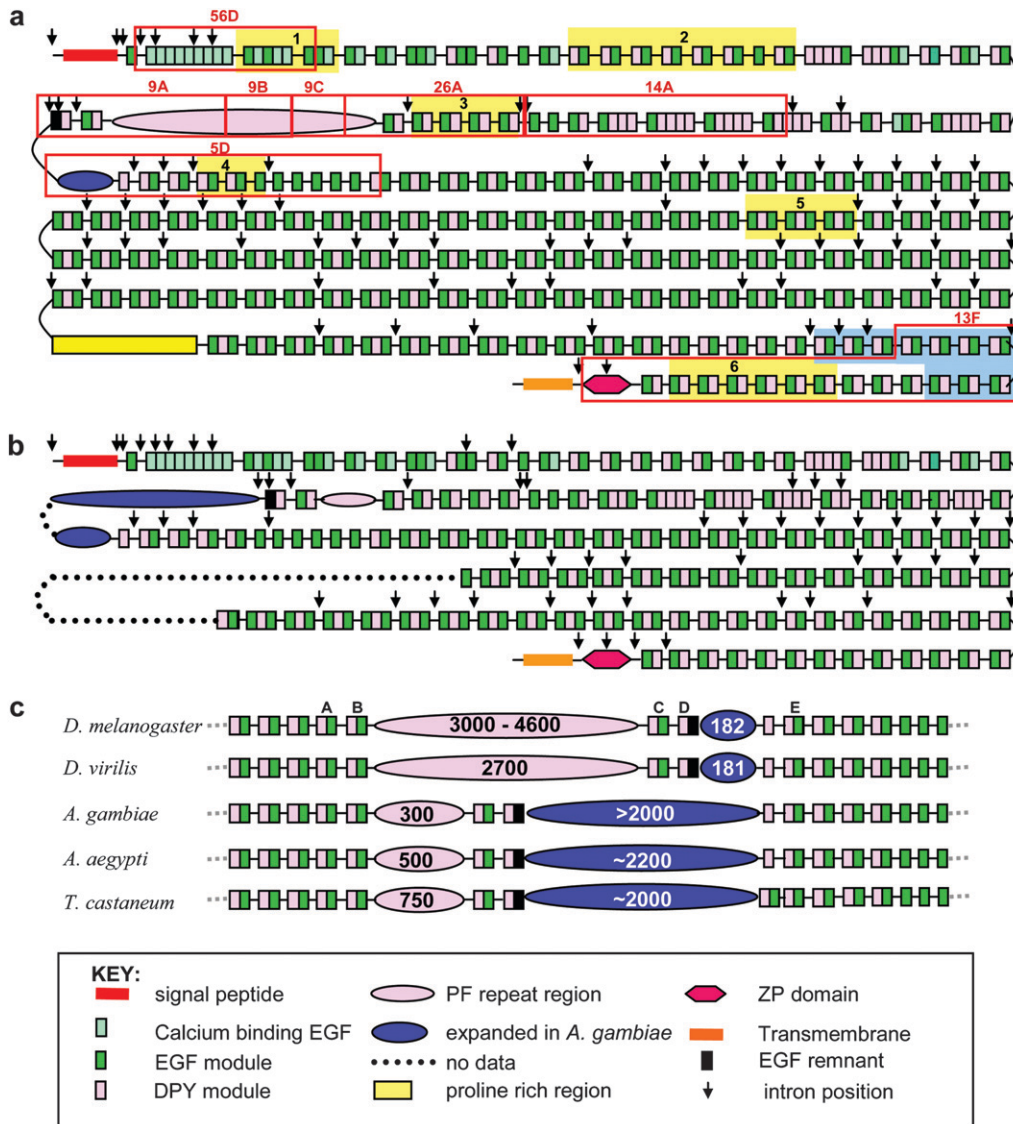 a
56D
1
2
9A 9B 9C 26A 14A
3
5D
4
5
13F
6
b
c
A B C D E
D. melanogaster 3000 - 4600 182
D. virilis 2700 181
A. gambiae 300 >2000
A. aegypti 500 ~2200
T. castaneum 750 ~2000
KEY:
signal peptide PF repeat region ZP domain
Calcium binding EGF expanded in A. gambiae Transmembrane
EGF module no data EGF remnant
DPY module proline rich region intron position